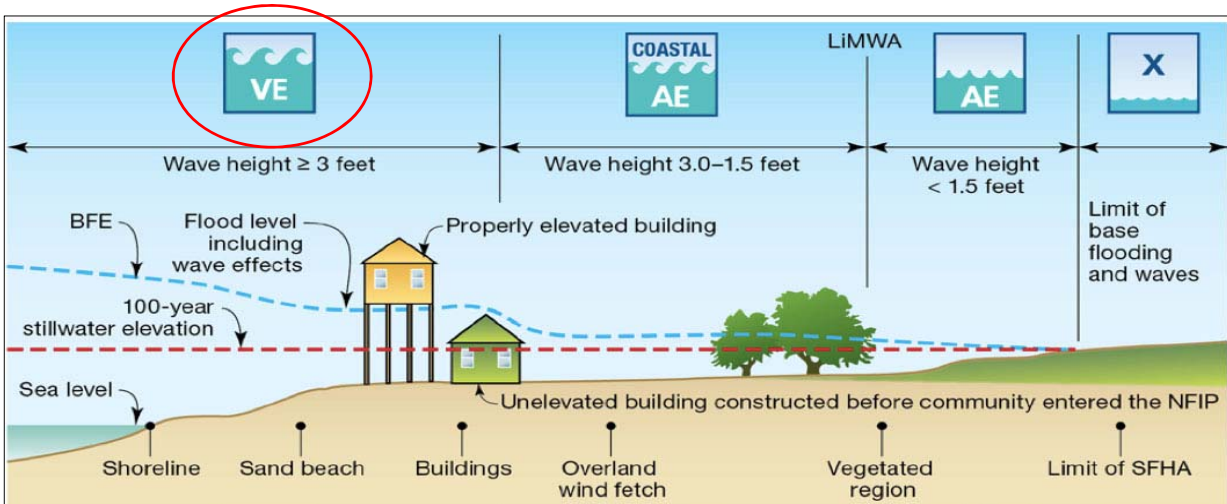 VE
COASTAL
AE
LiMWA
AE
X
Wave height ≥ 3 feet
Wave height 3.0–1.5 feet
Wave height
< 1.5 feet
BFE
Flood level
including
wave effects
Properly elevated building
Limit of
base
flooding
and waves
100-year
stillwater elevation
Sea level
Unelevated building constructed before community entered the NFIP
Shoreline
Sand beach
Buildings
Overland
wind fetch
Vegetated
region
Limit of SFHA